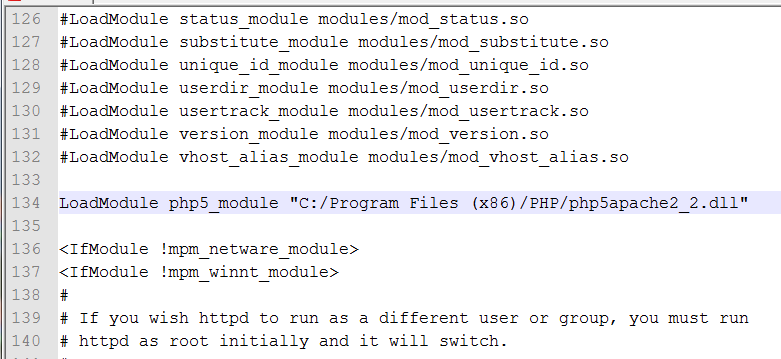 126 #LoadModule status_module modules/mod_status.so
127 #LoadModule substitute_module modules/mod_substitute.so
128 #LoadModule unique_id_module modules/mod_unique_id.so
129 #LoadModule userdir_module modules/mod_userdir.so
130 #LoadModule usertrack_module modules/mod_usertrack.so
131 #LoadModule version_module modules/mod_version.so
132 #LoadModule vhost_alias_module modules/mod_vhost_alias.so
133
134 LoadModule php5_module "C:/Program Files (x86)/PHP/php5apache2_2.dll"
135
136 <IfModule !mpm_netware_module>
137 <IfModule !mpm_winnt_module>
138 #
139 # If you wish httpd to run as a different user or group, you must run
140 # httpd as root initially and it will switch.